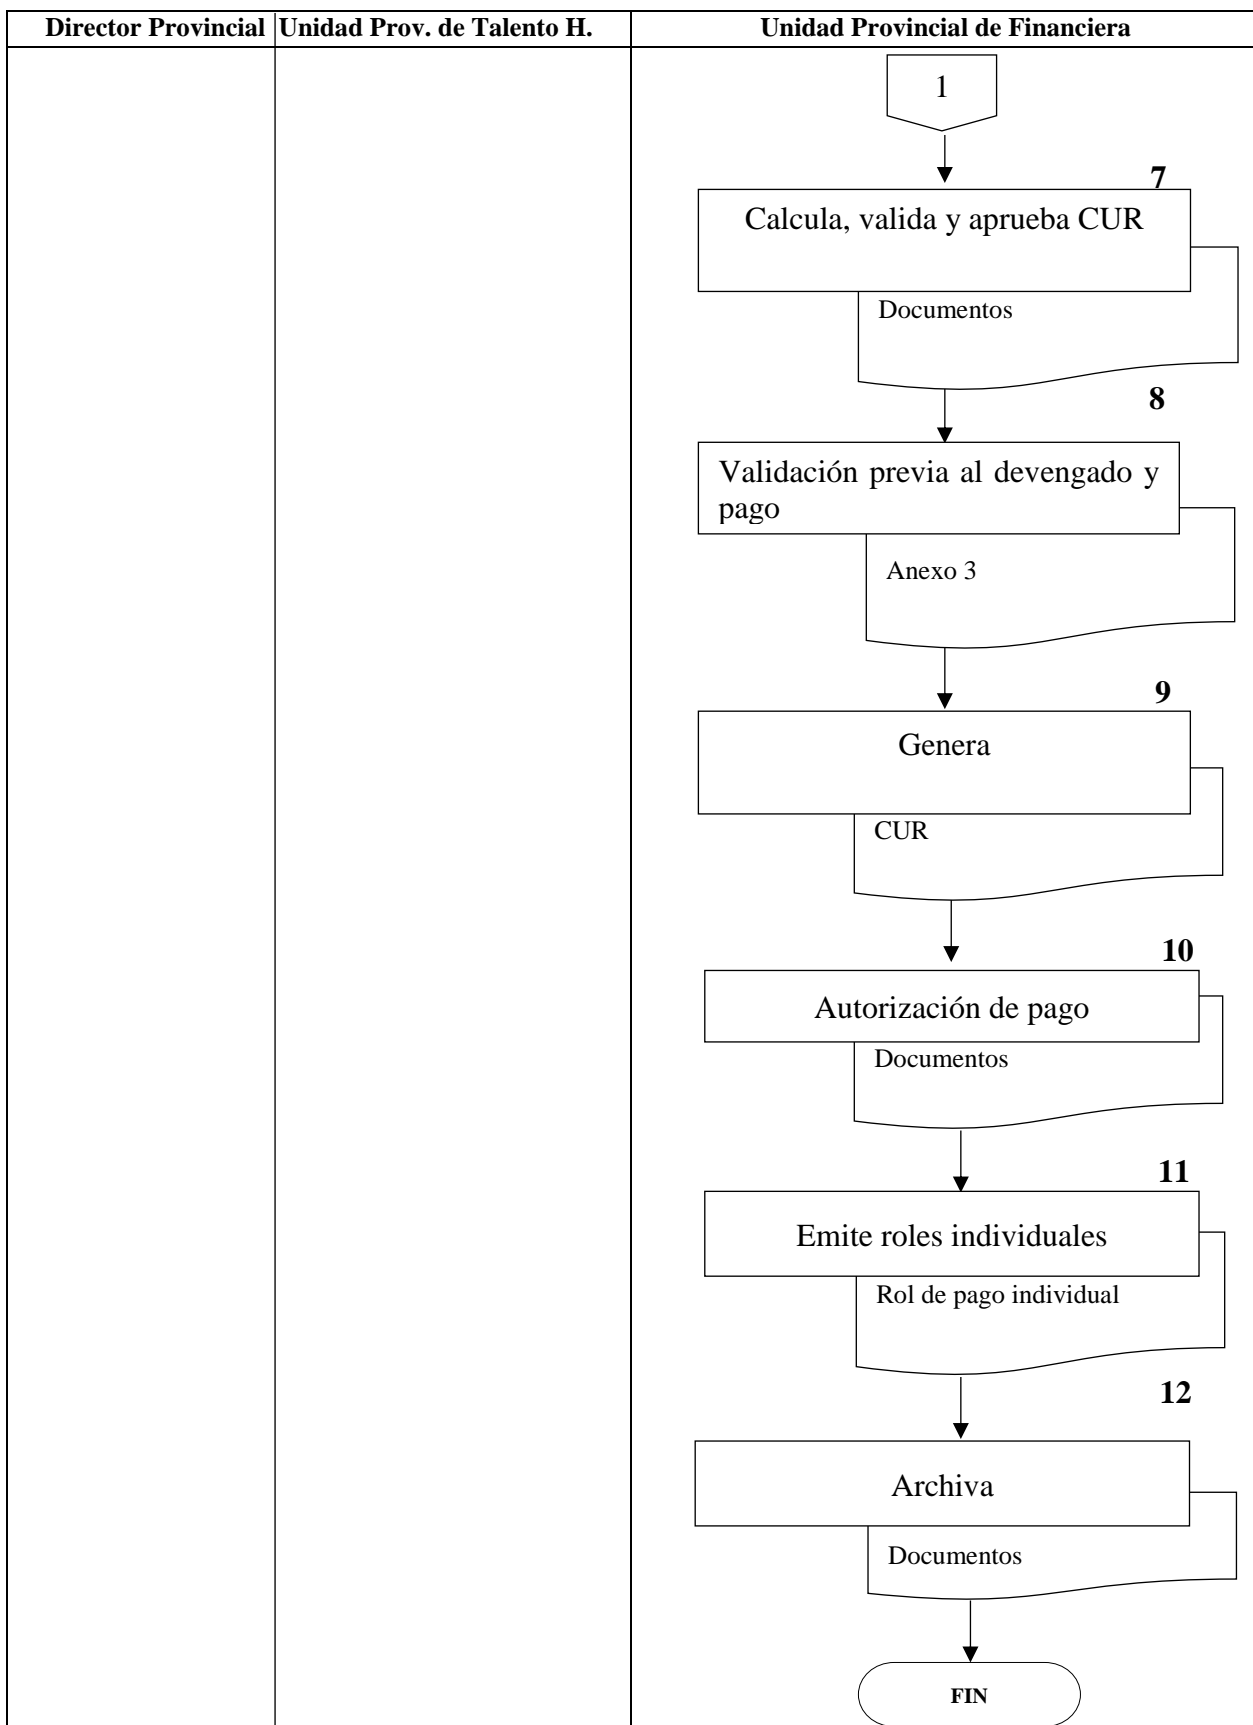 Director Provincial
Unidad Prov. de Talento H.
Unidad Provincial de Financiera
1
7
Calcula, valida y aprueba CUR
Documentos
8
Validación previa al devengado y
pago
Anexo 3
9
Genera
CUR
10
Autorización de pago
Documentos
11
Emite roles individuales
Rol de pago individual
12
Archiva
Documentos
FIN